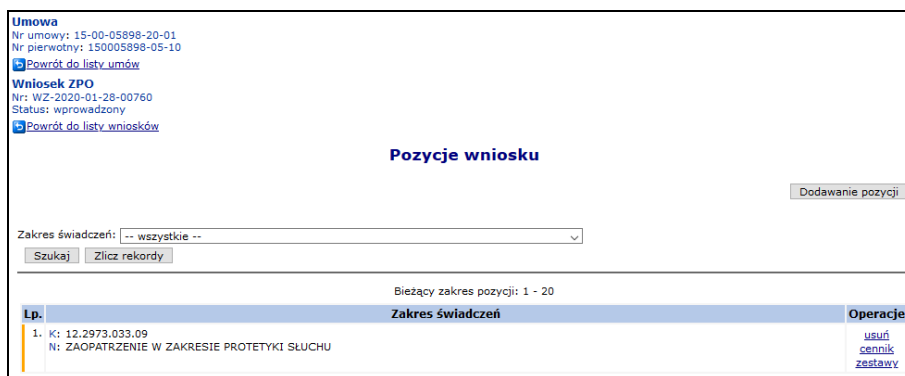 Umowa
Nr umowy: 15-00-05898-20-01
Nr pierwotny: 150005898-05-10
Powrót do listy umów
Wniosek ZPO
Nr: WZ-2020-01-28-00760
Status: wprowadzony
Powrót do listy wniosków
Pozycje wniosku
Dodawanie pozycji
Zakres świadczeń: -- wszystkie --
Szukaj Zlicz rekordy
Bieżący zakres pozycji: 1 - 20
Lp. Zakres świadczeń Operacje
1. K: 12.2973.033.09 usuń
N: ZAOPATRZENIE W ZAKRESIE PROTETYKI SŁUCHU cennik
zestawy